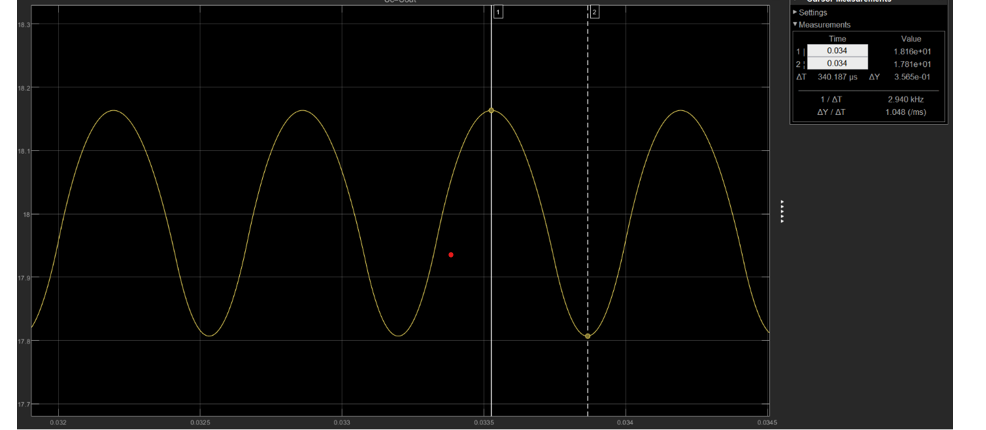 Cursor Measurements
Settings
Measurements
Time Value
1 | 0.034 1.816e+01
2 ¦ 0.034 1.781e+01
ΔT 340.187 µs ΔY 3.565e-01
1 / ΔT 2.940 kHz
ΔY / ΔT 1.048 (/ms)
1 2
18.3
18.2
18.1
18
17.9
17.8
17.7
0.032 0.0325 0.033 0.0335 0.034 0.0345